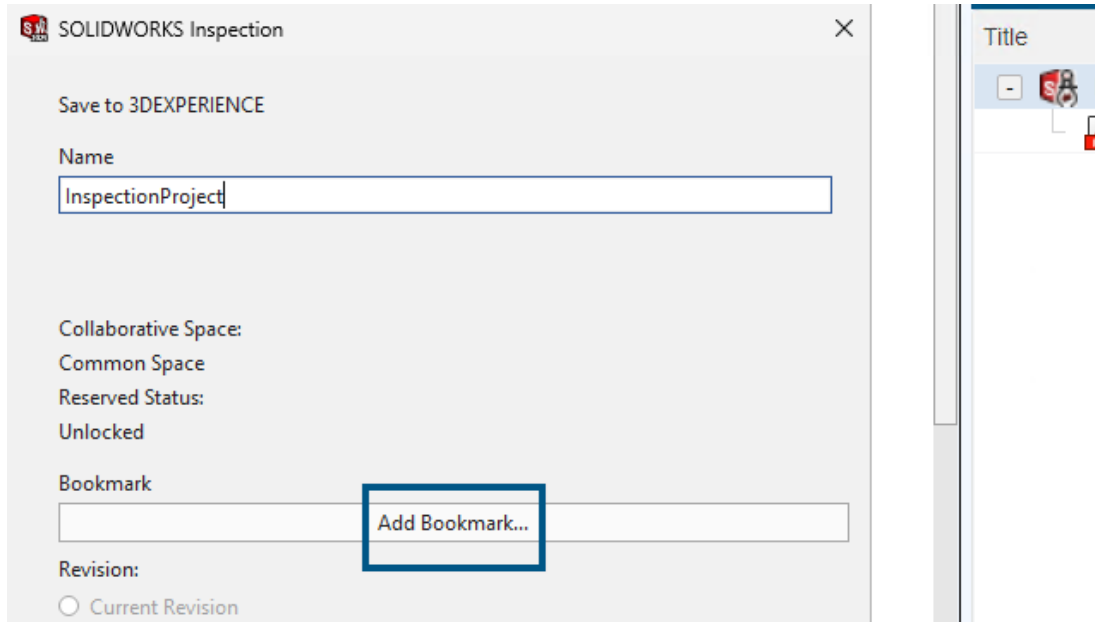 SOLIDWORKS Inspection
Save to 3DEXPERIENCE
Name
InspectionProject
Collaborative Space:
Common Space
Reserved Status:
Unlocked
Bookmark
Add Bookmark...
Revision:
Current Revision
Title